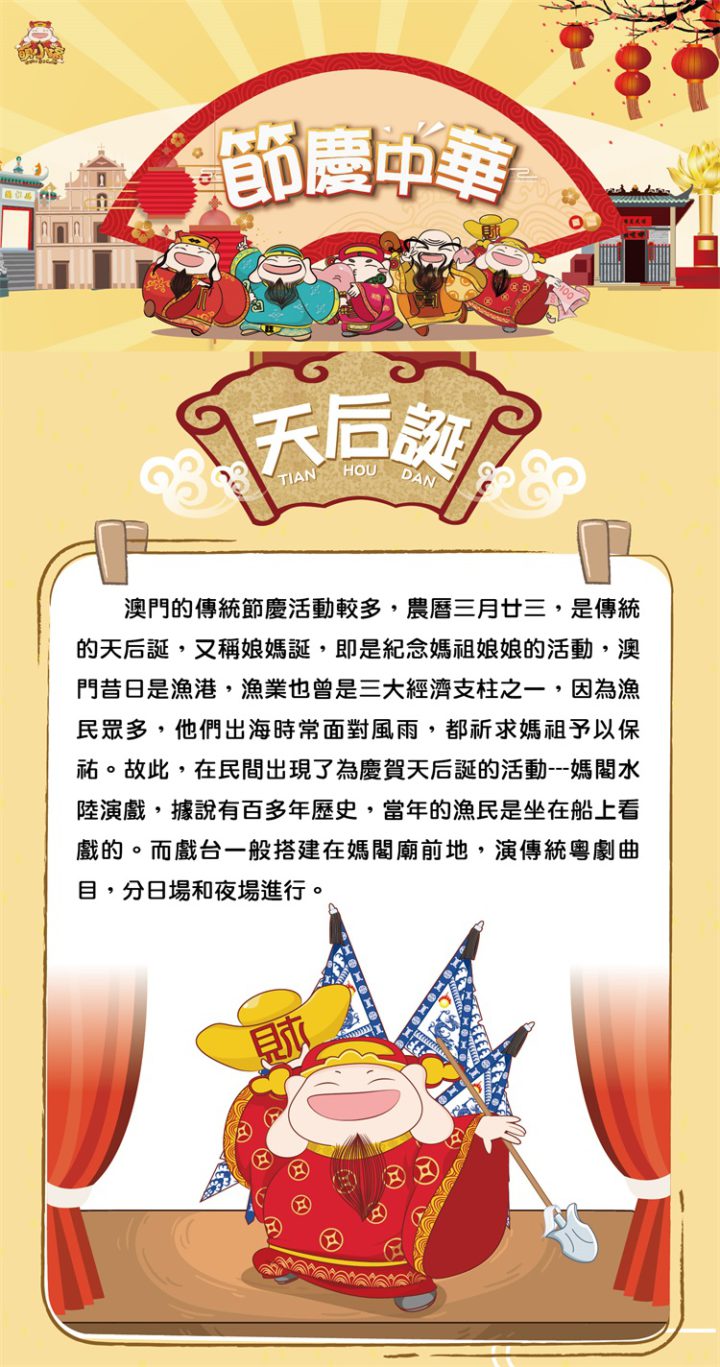 節慶中華
財
100
天后誕
TIAN HOU DAN
澳門的傳統節慶活動較多，農曆三月廿三，是傳統
的天后誕，又稱娘媽誕，即是紀念媽祖娘娘的活動，澳
門昔日是漁港，漁業也曾是三大經濟支柱之一，因為漁
民眾多，他們出海時常面對風雨，都祈求媽祖予以保
祐。故此，在民間出現了為慶賀天后誕的活動---媽閣水
陸演戲，據說有百多年歷史，當年的漁民是坐在船上看
戲的。而戲台一般搭建在媽閣廟前地，演傳統粵劇曲
目，分日場和夜場進行。
財